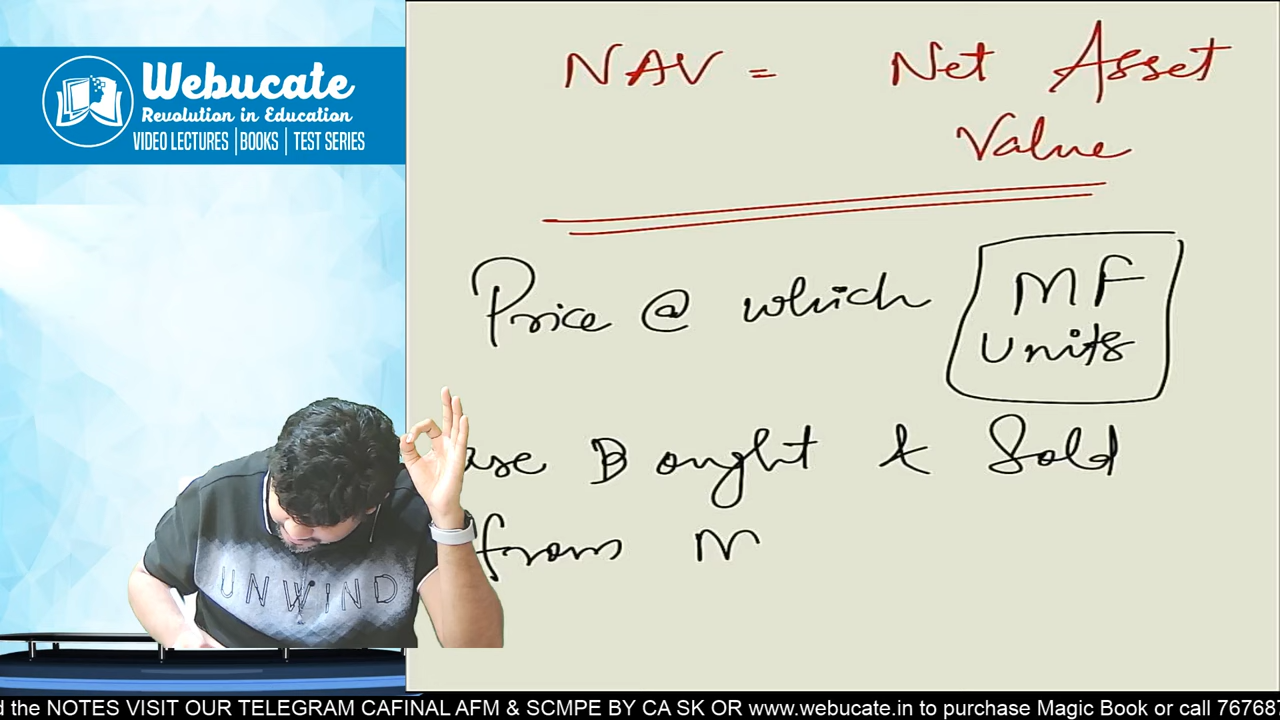 Webucate
Revolution in Education
VIDEO LECTURES | BOOKS | TEST SERIES
NAV = Net Asset
Value
Price @ which MF
units
are Bought & Sold
from M
UNWIND
d the NOTES VISIT OUR TELEGRAM CAFINAL AFM & SCMPE BY CA SK OR www.webucate.in to purchase Magic Book or call 76768